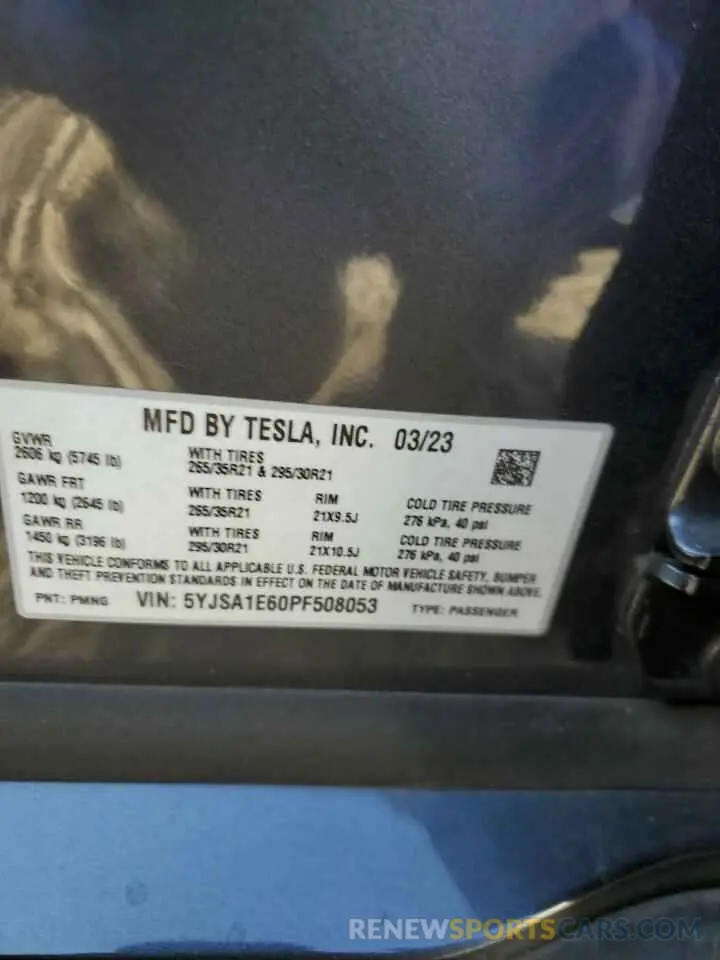 MFD BY TESLA, INC. 03/23
GVWR
2606 kg (5745 lb)
WITH TIRES
265/35R21 & 295/30R21
GAWR FRT
1200 kg (2645 lb)
WITH TIRES
265/35R21
RIM
21X9.5J
COLD TIRE PRESSURE
276 kPa, 40 psi
GAWR RR
1450 kg (3196 lb)
WITH TIRES
295/30R21
RIM
21X10.5J
COLD TIRE PRESSURE
276 kPa, 40 psi
THIS VEHICLE CONFORMS TO ALL APPLICABLE U.S. FEDERAL MOTOR VEHICLE SAFETY, BUMPER
AND THEFT PREVENTION STANDARDS IN EFFECT ON THE DATE OF MANUFACTURE SHOWN ABOVE.
PNT: PMNG VIN: 5YJSA1E60PF508053 TYPE: PASSENGER
RENEWSPORTSCARS.COM